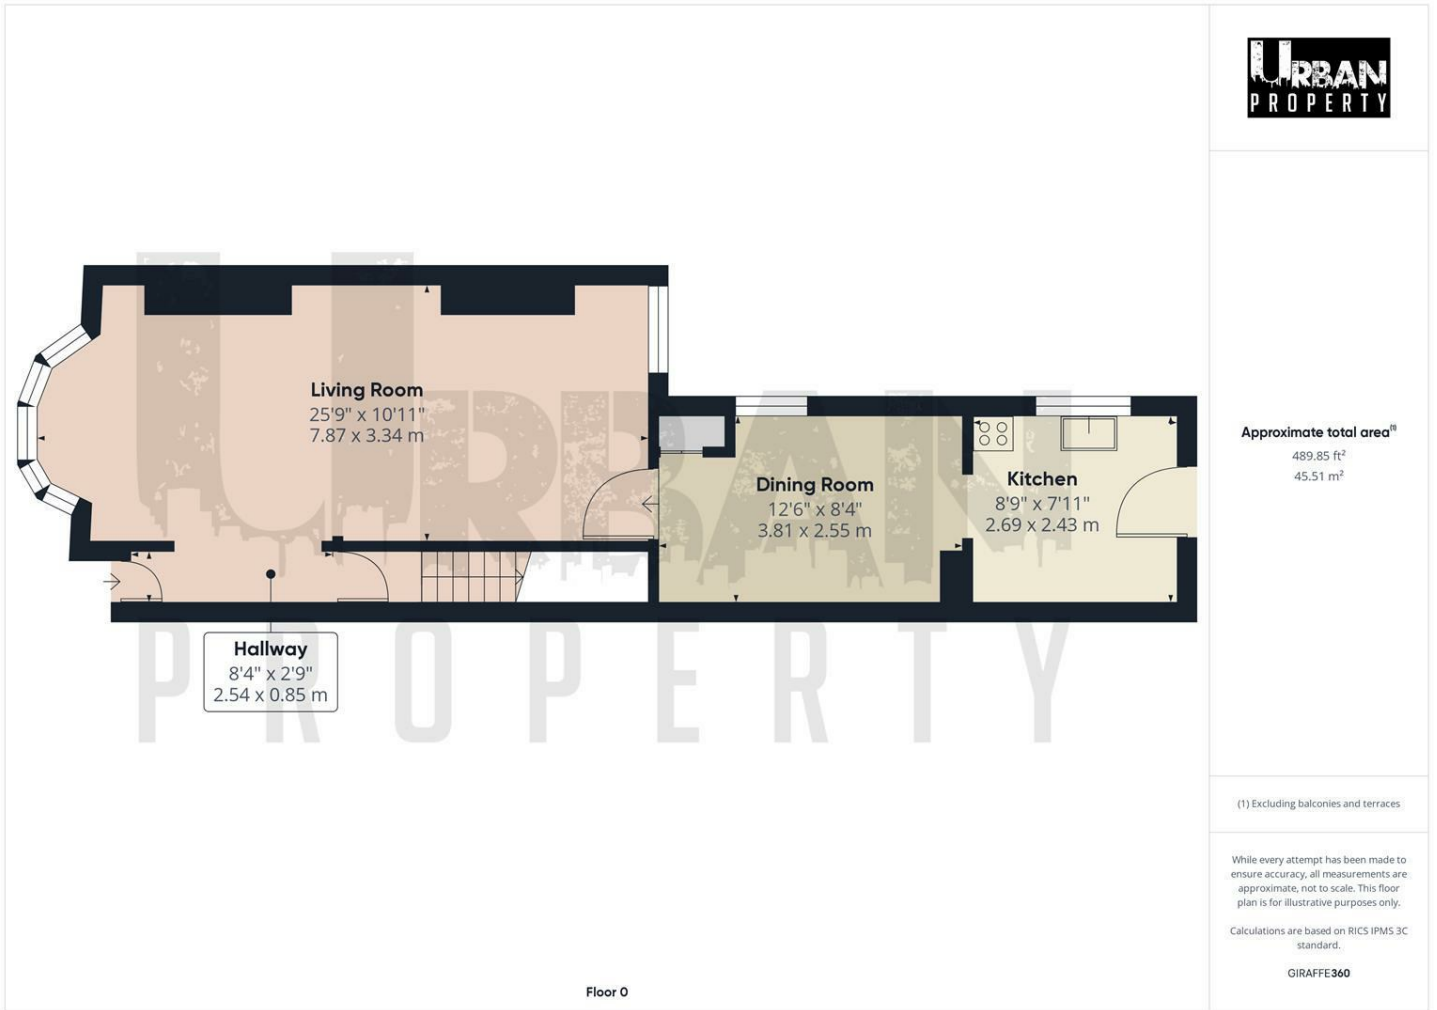 URBAN
PROPERTY
Living Room
25'9" x 10'11"
7.87 x 3.34 m
Dining Room
12'6" x 8'4"
3.81 x 2.55 m
Kitchen
8'9" x 7'11"
2.69 x 2.43 m
Hallway
8'4" x 2'9"
2.54 x 0.85 m
URBAN
PROPERTY
Floor 0
Approximate total area(1)
489.85 ft²
45.51 m²
(1) Excluding balconies and terraces
While every attempt has been made to
ensure accuracy, all measurements are
approximate, not to scale. This floor
plan is for illustrative purposes only.
Calculations are based on RICS IPMS 3C
standard.
GIRAFFE360